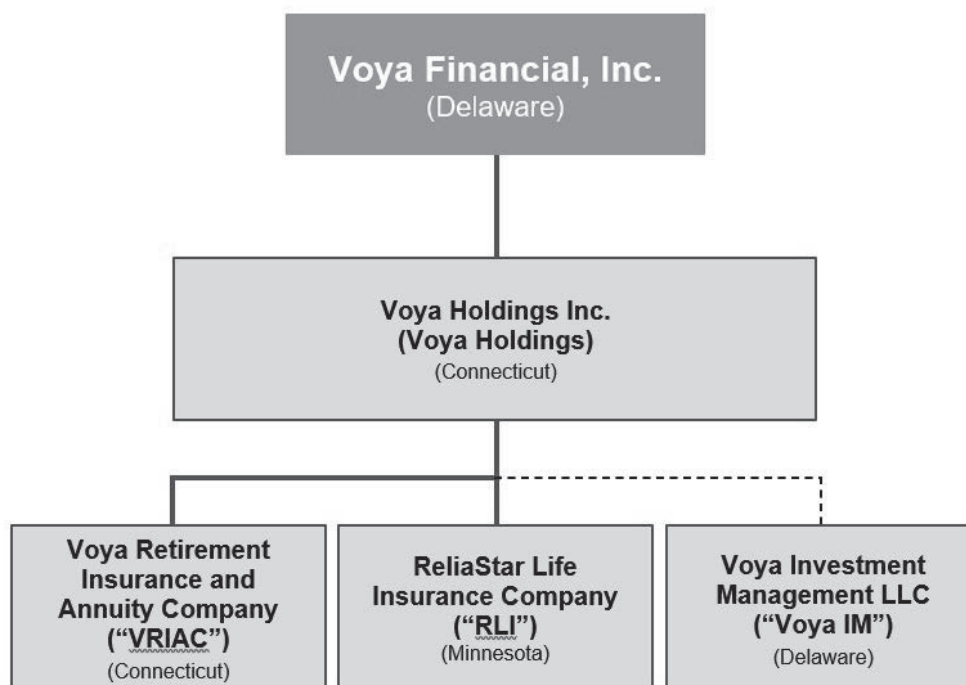 Voya Financial, Inc.
(Delaware)
Voya Holdings Inc.
(Voya Holdings)
(Connecticut)
Voya Retirement
Insurance and
Annuity Company
(“VRIAC”)
(Connecticut)
ReliaStar Life
Insurance Company
(“RLI”)
(Minnesota)
Voya Investment
Management LLC
(“Voya IM”)
(Delaware)